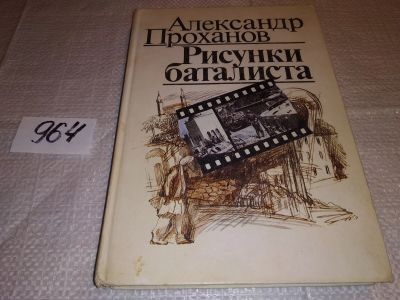 Александр
Проханов
Рисунки
баталиста
964